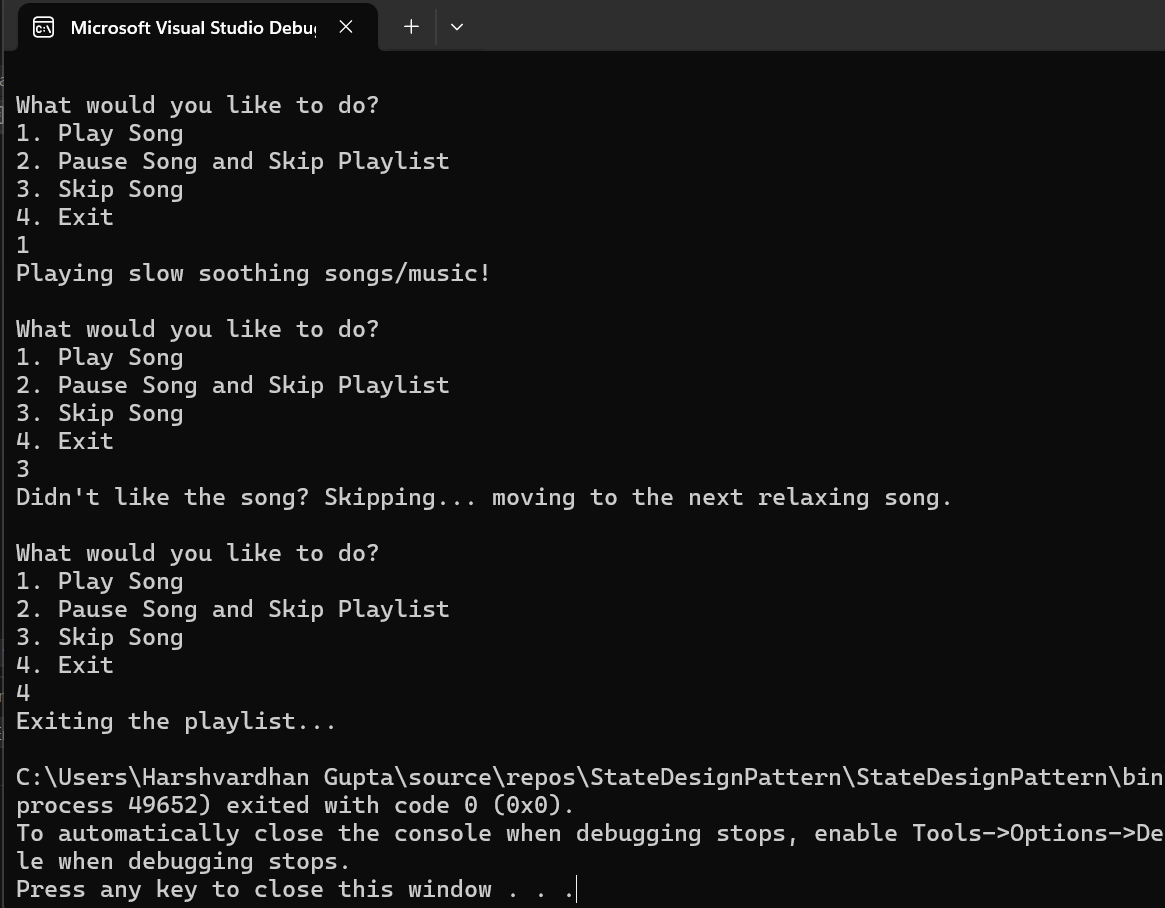 Microsoft Visual Studio Debu
What would you like to do?
1. Play Song
2. Pause Song and Skip Playlist
3. Skip Song
4. Exit
1
Playing slow soothing songs/music!
What would you like to do?
1. Play Song
2. Pause Song and Skip Playlist
3. Skip Song
4. Exit
3
Didn't like the song? Skipping... moving to the next relaxing song.
What would you like to do?
1. Play Song
2. Pause Song and Skip Playlist
3. Skip Song
4. Exit
4
Exiting the playlist...
C:\Users\Harshvardhan Gupta\source\repos\StateDesignPattern\StateDesignPattern\bin
process 49652) exited with code 0 (0x0).
To automatically close the console when debugging stops, enable Tools->Options->De
le when debugging stops.
Press any key to close this window . . .